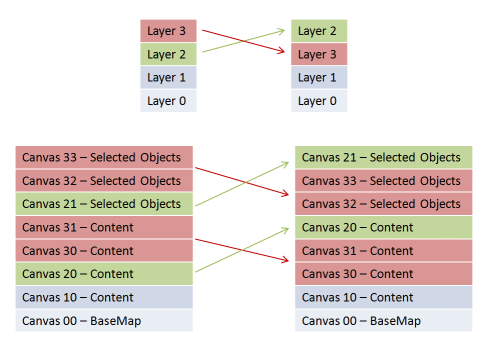 Layer 3
Layer 2
Layer 1
Layer 0
Layer 2
Layer 3
Layer 1
Layer 0
Canvas 33 – Selected Objects
Canvas 32 – Selected Objects
Canvas 21 – Selected Objects
Canvas 31 – Content
Canvas 30 – Content
Canvas 20 – Content
Canvas 10 – Content
Canvas 00 – BaseMap
Canvas 21 – Selected Objects
Canvas 33 – Selected Objects
Canvas 32 – Selected Objects
Canvas 20 – Content
Canvas 31 – Content
Canvas 30 – Content
Canvas 10 – Content
Canvas 00 – BaseMap